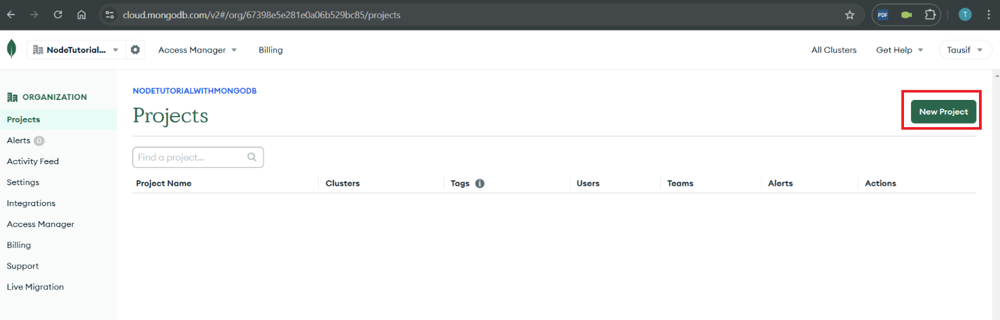 cloud.mongodb.com/v2#/org/67398e5e281e0a06b529bc85/projects
PDF
T
NodeTutorial...
Access Manager
Billing
All Clusters
Get Help
Tausif
ORGANIZATION
Projects
Alerts 0
Activity Feed
Settings
Integrations
Access Manager
Billing
Support
Live Migration
NODETUTORIALWITHMONGODB
Projects
New Project
Find a project...
Project Name Clusters Tags Users Teams Alerts Actions